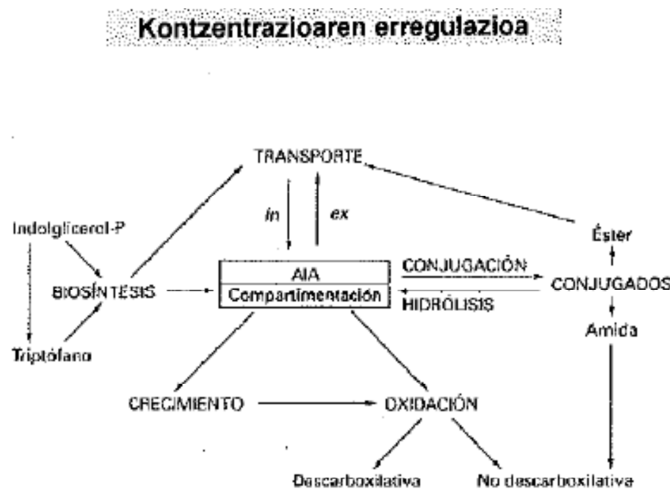 Kontzentrazioaren erregulazioa
TRANSPORTE
in
ex
Indolglicerol-P
Éster
AIA
CONJUGACIÓN
BIOSÍNTESIS
CONJUGADOS
Compartimentación
HIDRÓLISIS
Amida
Triptófano
CRECIMIENTO
OXIDACIÓN
Descarboxilativa
No descarboxilativa